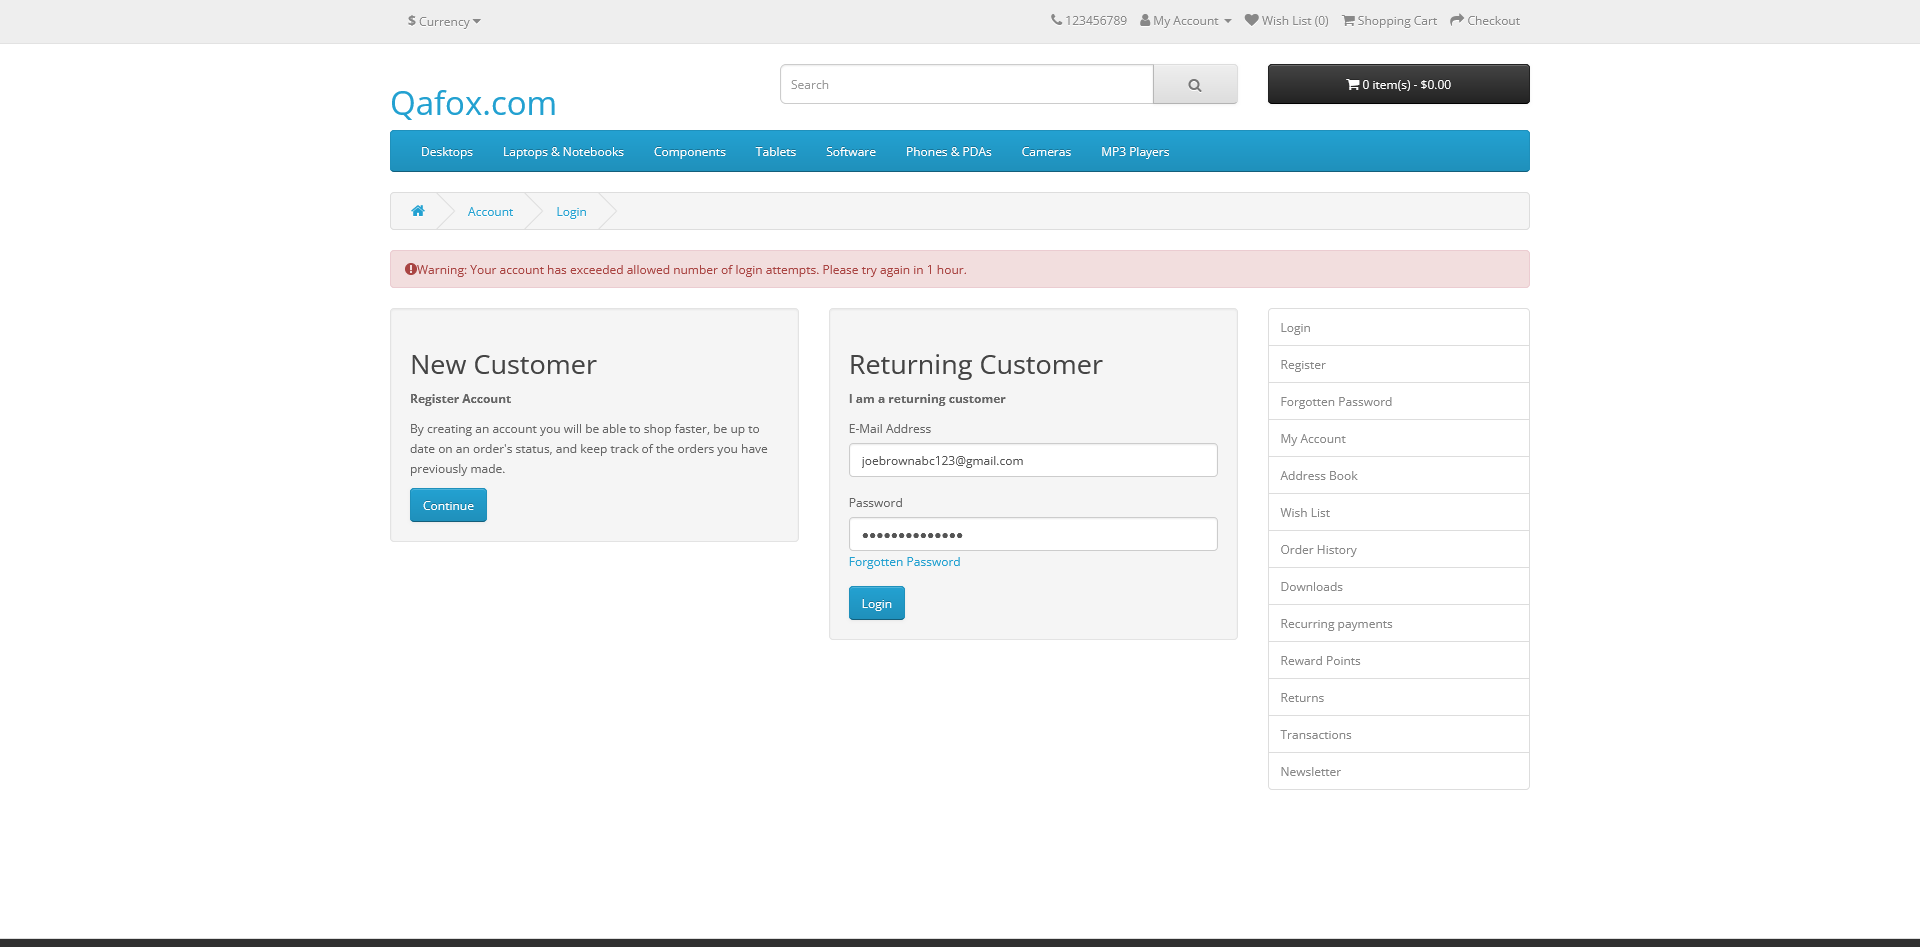 $ Currency
123456789 My Account Wish List (0) Shopping Cart Checkout
Qafox.com
Search
0 item(s) - $0.00
Desktops Laptops & Notebooks Components Tablets Software Phones & PDAs Cameras MP3 Players
Account Login
Warning: Your account has exceeded allowed number of login attempts. Please try again in 1 hour.
New Customer
Register Account
By creating an account you will be able to shop faster, be up to
date on an order's status, and keep track of the orders you have
previously made.
Continue
Returning Customer
I am a returning customer
E-Mail Address
joebrownabc123@gmail.com
Password
••••••••••••••
Forgotten Password
Login
Login
Register
Forgotten Password
My Account
Address Book
Wish List
Order History
Downloads
Recurring payments
Reward Points
Returns
Transactions
Newsletter